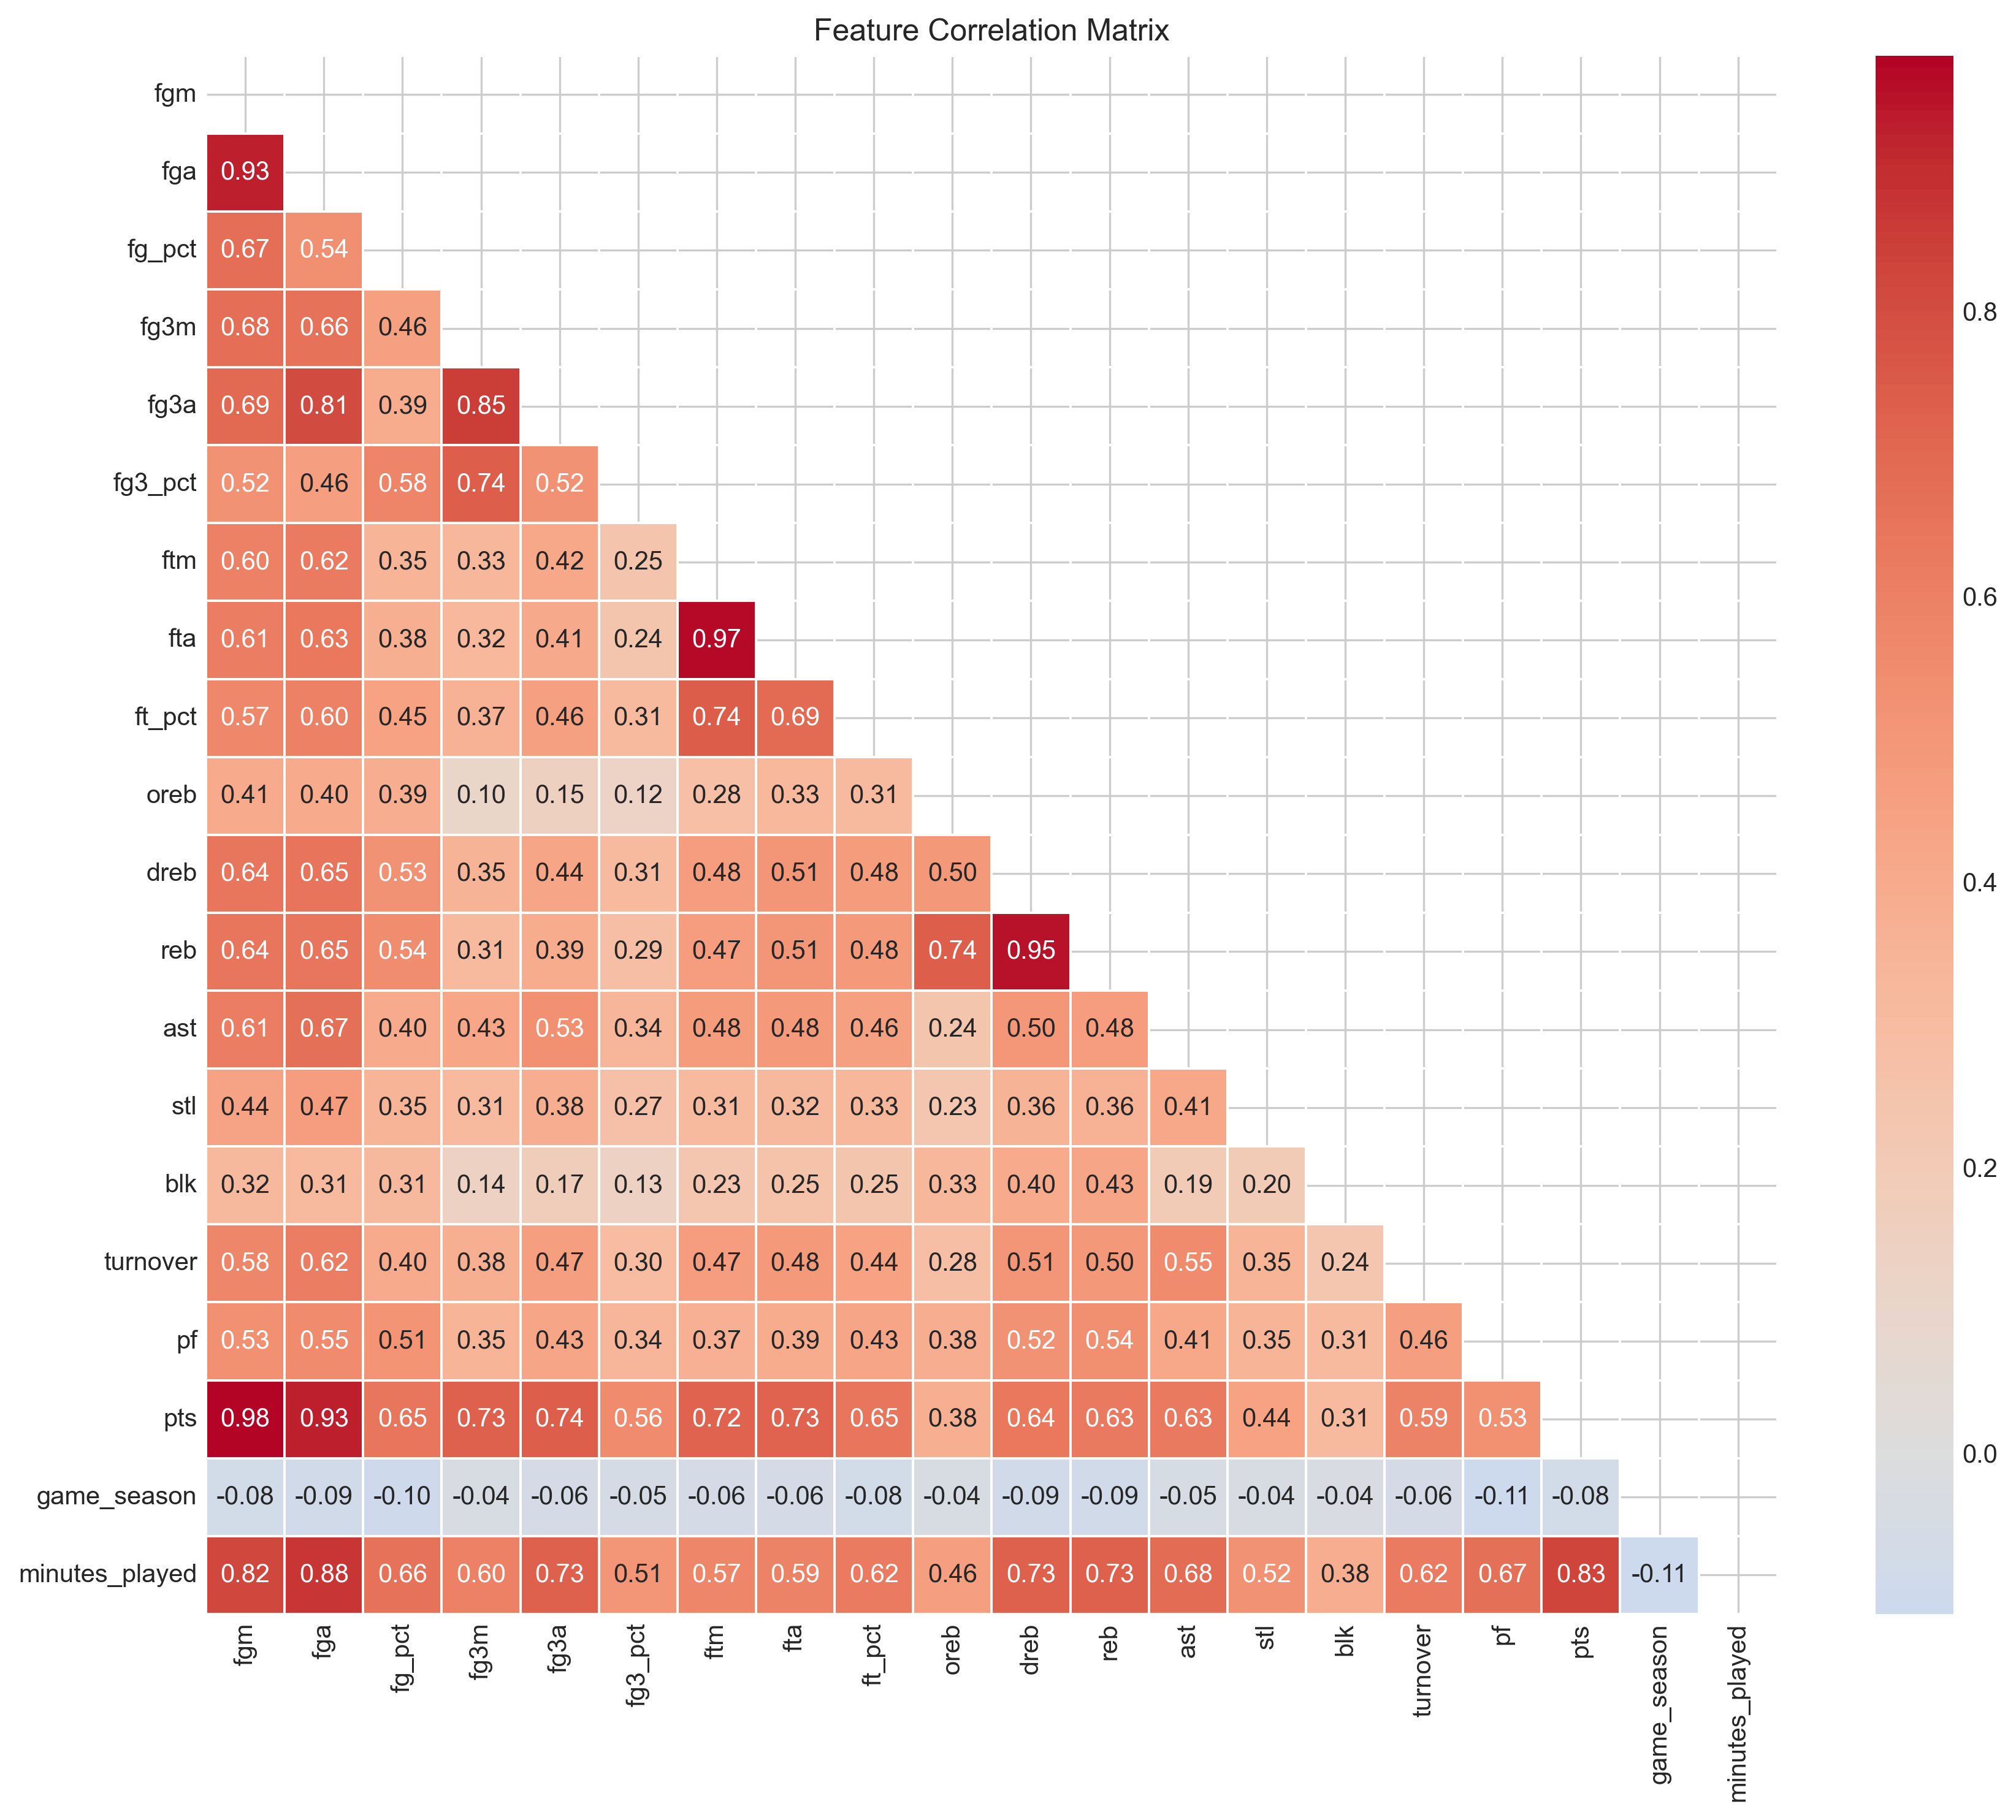 Feature Correlation Matrix
fgm
fga 0.93
fg_pct 0.67 0.54
fg3m 0.68 0.66 0.46
0.8
fg3a 0.69 0.81 0.39 0.85
fg3_pct 0.52 0.46 0.58 0.74 0.52
ftm 0.60 0.62 0.35 0.33 0.42 0.25
0.6
fta 0.61 0.63 0.38 0.32 0.41 0.24 0.97
ft_pct 0.57 0.60 0.45 0.37 0.46 0.31 0.74 0.69
oreb 0.41 0.40 0.39 0.10 0.15 0.12 0.28 0.33 0.31
dreb 0.64 0.65 0.53 0.35 0.44 0.31 0.48 0.51 0.48 0.50
0.4
reb 0.64 0.65 0.54 0.31 0.39 0.29 0.47 0.51 0.48 0.74 0.95
ast 0.61 0.67 0.40 0.43 0.53 0.34 0.48 0.48 0.46 0.24 0.50 0.48
stl 0.44 0.47 0.35 0.31 0.38 0.27 0.31 0.32 0.33 0.23 0.36 0.36 0.41
0.2
blk 0.32 0.31 0.31 0.14 0.17 0.13 0.23 0.25 0.25 0.33 0.40 0.43 0.19 0.20
turnover 0.58 0.62 0.40 0.38 0.47 0.30 0.47 0.48 0.44 0.28 0.51 0.50 0.55 0.35 0.24
pf 0.53 0.55 0.51 0.35 0.43 0.34 0.37 0.39 0.43 0.38 0.52 0.54 0.41 0.35 0.31 0.46
pts 0.98 0.93 0.65 0.73 0.74 0.56 0.72 0.73 0.65 0.38 0.64 0.63 0.63 0.44 0.31 0.59 0.53
0.0
game_season -0.08 -0.09 -0.10 -0.04 -0.06 -0.05 -0.06 -0.06 -0.08 -0.04 -0.09 -0.09 -0.05 -0.04 -0.04 -0.06 -0.11 -0.08
minutes_played 0.82 0.88 0.66 0.60 0.73 0.51 0.57 0.59 0.62 0.46 0.73 0.73 0.68 0.52 0.38 0.62 0.67 0.83 -0.11
fgm fga fg_pct fg3m fg3a fg3_pct ftm fta ft_pct oreb dreb reb ast stl blk turnover pf pts game_season minutes_played